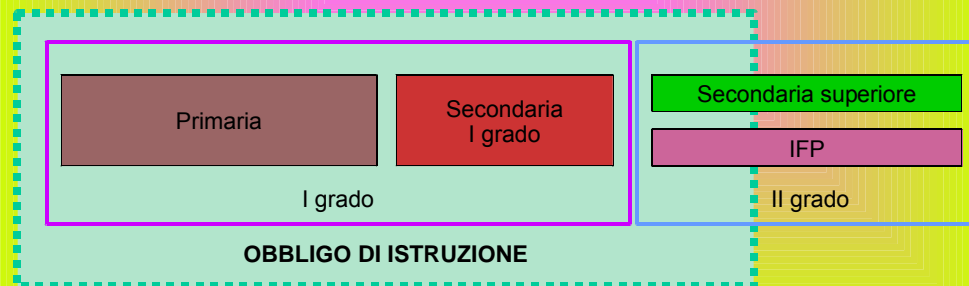 Primaria
Secondaria
I grado
Secondaria superiore
IFP
I grado
II grado
OBBLIGO DI ISTRUZIONE